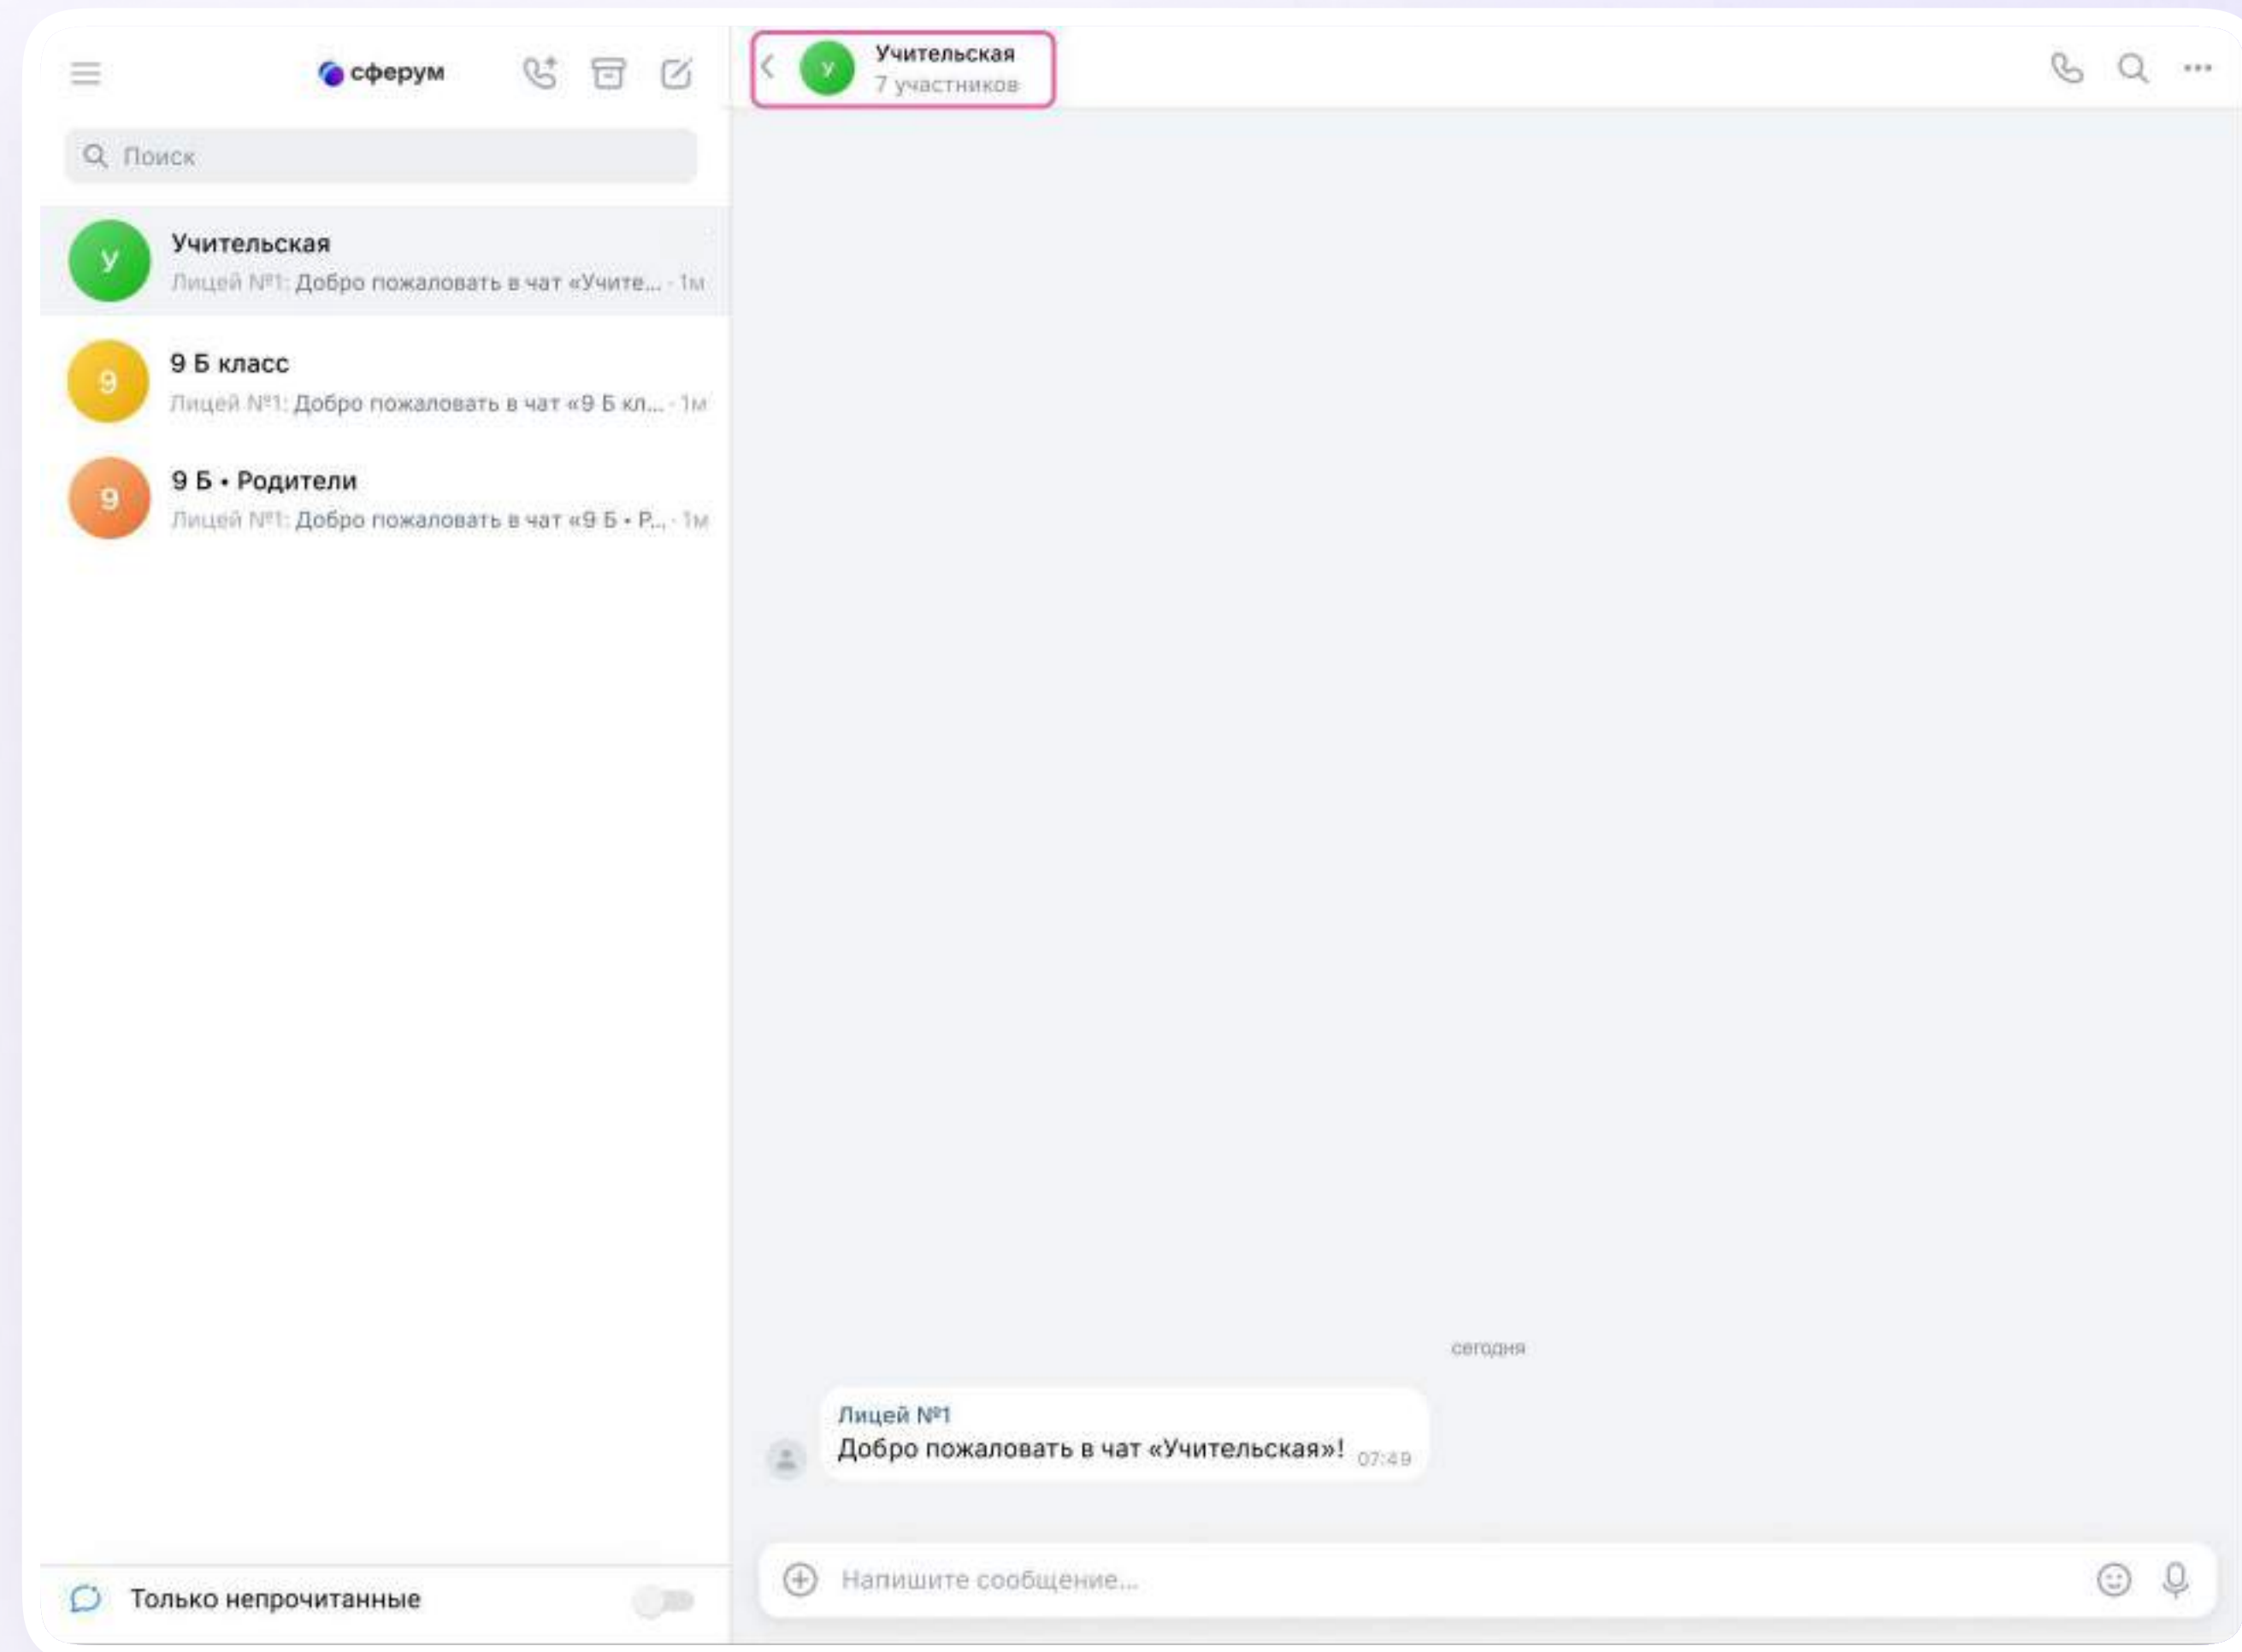 сферум
Поиск
У
Учительская
Лицей №1: Добро пожаловать в чат «Учите... · 1м
9
9 Б класс
Лицей №1: Добро пожаловать в чат «9 Б кл... · 1м
9
9 Б • Родители
Лицей №1: Добро пожаловать в чат «9 Б • Р... · 1м
Только непрочитанные
У
Учительская
7 участников
сегодня
Лицей №1
Добро пожаловать в чат «Учительская»! 07:49
Напишите сообщение...